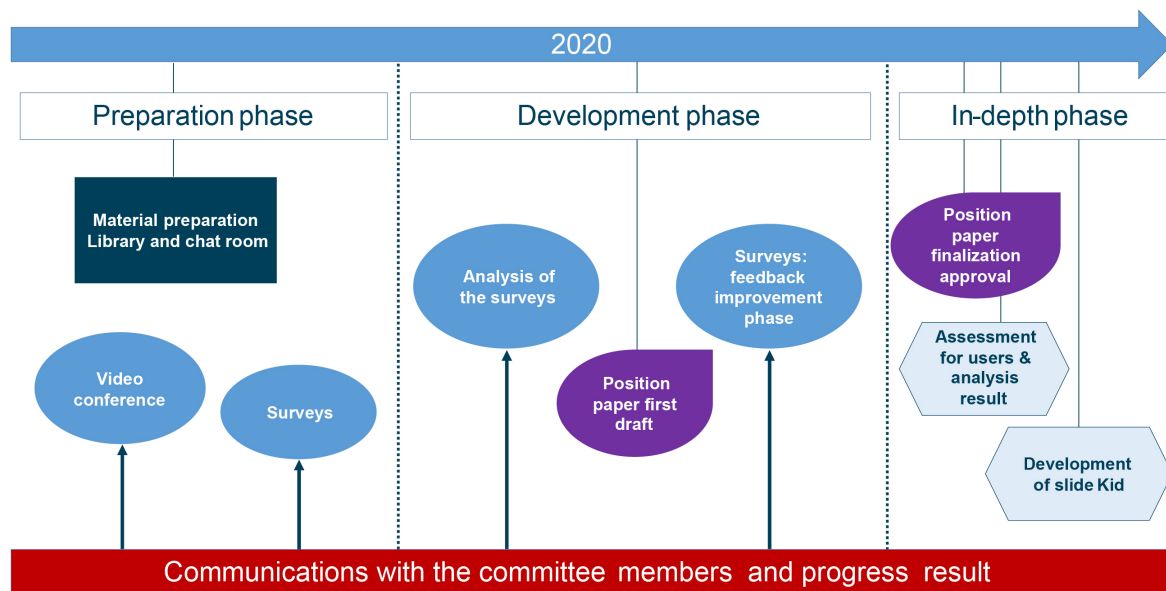 2020
Preparation phase
Development phase
In-depth phase
Material preparation
Library and chat room
Video
conference
Surveys
Analysis of
the surveys
Position
paper first
draft
Surveys:
feedback
improvement
phase
Position
paper
finalization
approval
Assessment
for users &
analysis
result
Development
of slide Kid
Communications with the committee members and progress result